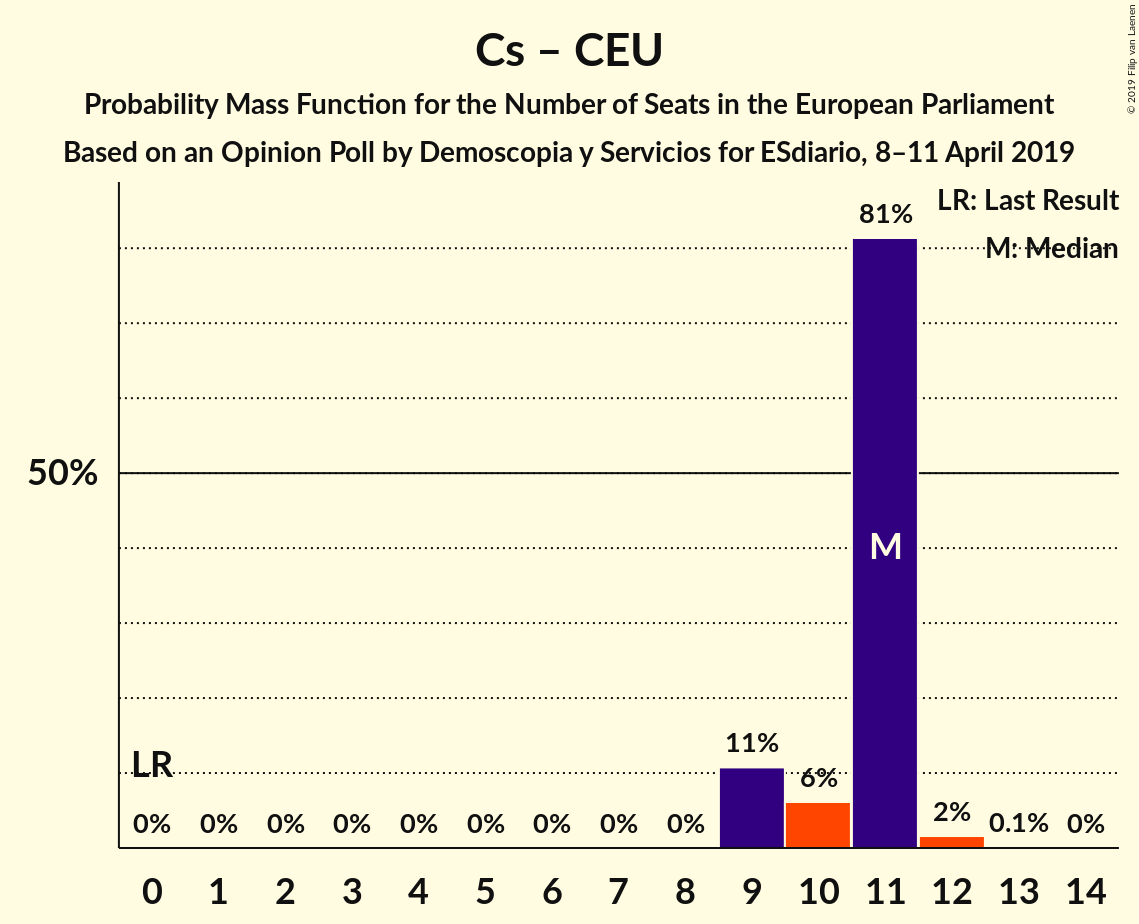 Cs – CEU
Probability Mass Function for the Number of Seats in the European Parliament
Based on an Opinion Poll by Demoscopia y Servicios for ESdiario, 8–11 April 2019
© 2019 Filip van Laenen
LR: Last Result
M: Median
81%
50%
M
11%
LR
6%
0% 0% 0% 0% 0% 0% 0% 0% 0% 2% 0.1% 0%
0 1 2 3 4 5 6 7 8 9 10 11 12 13 14